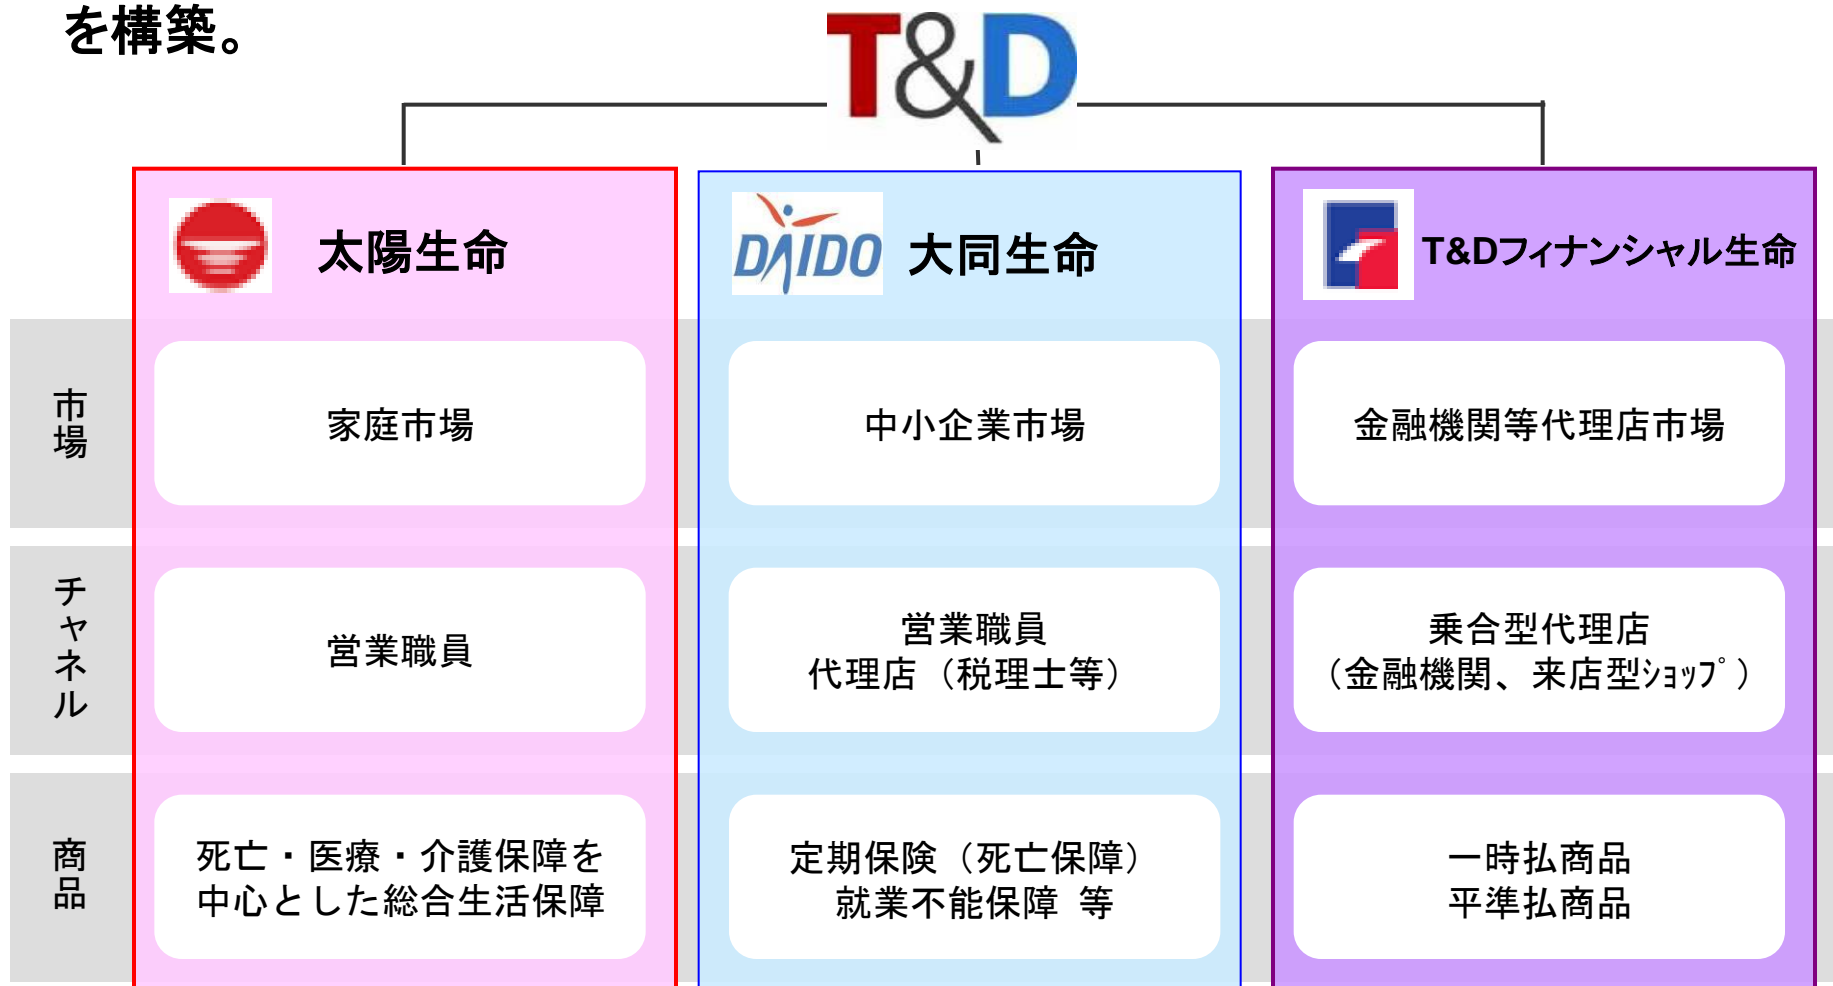 を構築。
T&D
太陽生命
DAIDO 大同生命
T&Dフィナンシャル生命
市場
家庭市場
中小企業市場
金融機関等代理店市場
チャネル
営業職員
営業職員
代理店（税理士等）
乗合型代理店
（金融機関、来店型ｼｮｯﾌﾟ）
商品
死亡・医療・介護保障を
中心とした総合生活保障
定期保険（死亡保障）
就業不能保障 等
一時払商品
平準払商品